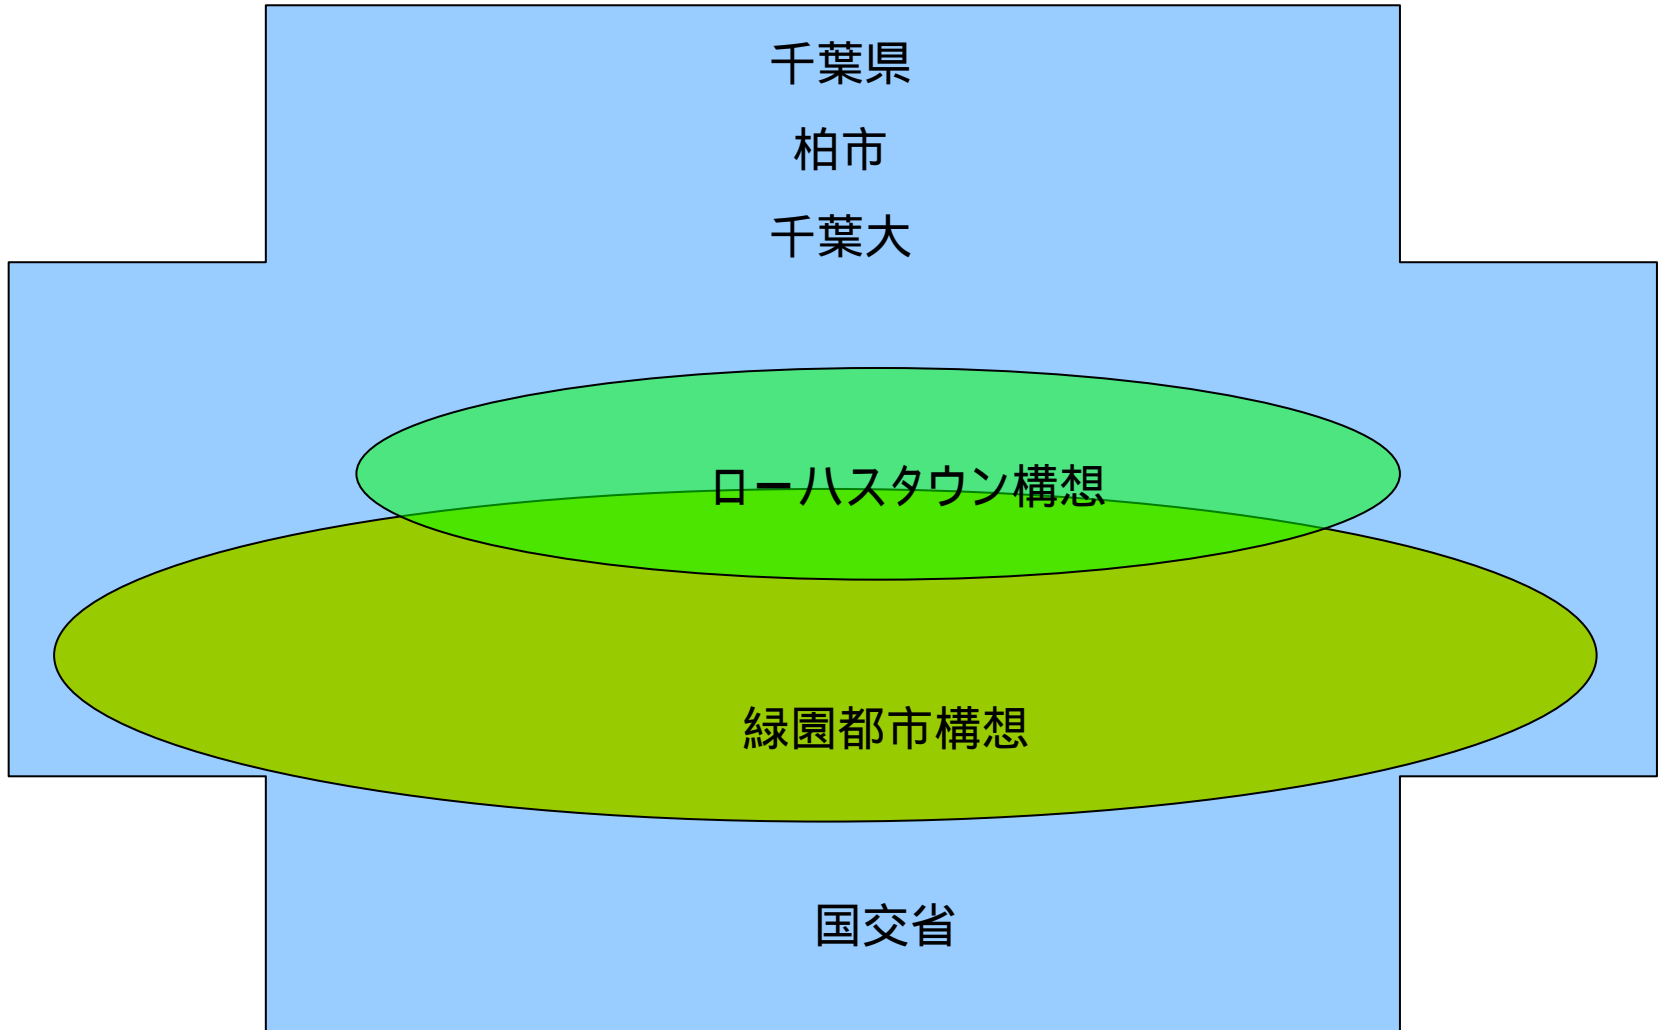 千葉県
柏市
千葉大
ローハスタウン構想
緑園都市構想
国交省